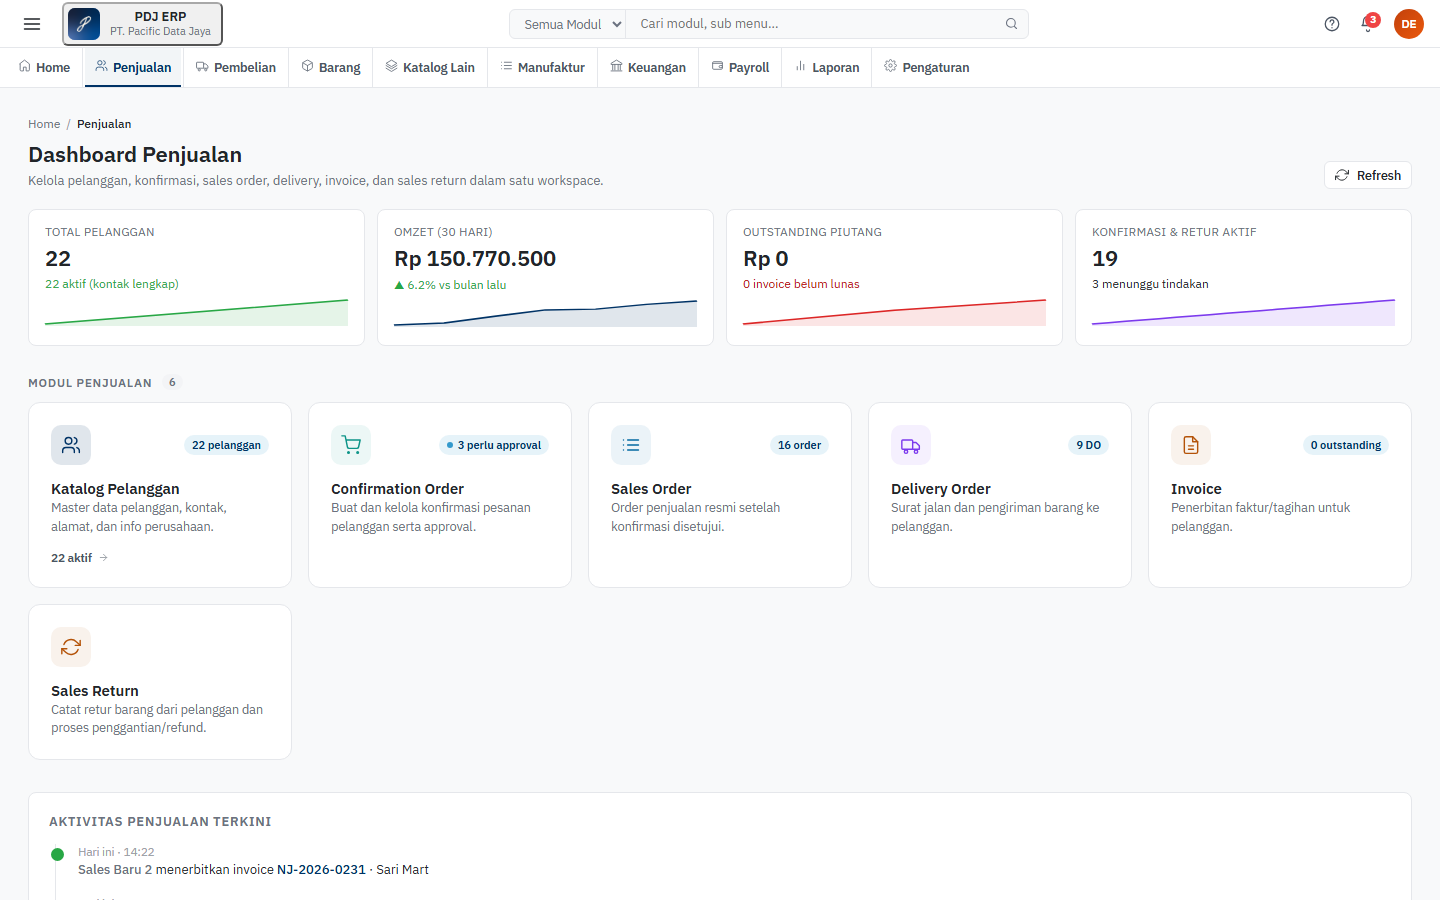 PDJ ERP
PT. Pacific Data Jaya
Semua Modul
Cari modul, sub menu...
3
DE
Home
Penjualan
Pembelian
Barang
Katalog Lain
Manufaktur
Keuangan
Payroll
Laporan
Pengaturan
Home / Penjualan
Dashboard Penjualan
Kelola pelanggan, konfirmasi, sales order, delivery, invoice, dan sales return dalam satu workspace.
Refresh
TOTAL PELANGGAN
22
22 aktif (kontak lengkap)
OMZET (30 HARI)
Rp 150.770.500
▲ 6.2% vs bulan lalu
OUTSTANDING PIUTANG
Rp 0
0 invoice belum lunas
KONFIRMASI & RETUR AKTIF
19
3 menunggu tindakan
MODUL PENJUALAN 6
22 pelanggan
Katalog Pelanggan
Master data pelanggan, kontak,
alamat, dan info perusahaan.
22 aktif →
3 perlu approval
Confirmation Order
Buat dan kelola konfirmasi pesanan
pelanggan serta approval.
16 order
Sales Order
Order penjualan resmi setelah
konfirmasi disetujui.
9 DO
Delivery Order
Surat jalan dan pengiriman barang ke
pelanggan.
0 outstanding
Invoice
Penerbitan faktur/tagihan untuk
pelanggan.
Sales Return
Catat retur barang dari pelanggan dan
proses penggantian/refund.
AKTIVITAS PENJUALAN TERKINI
Hari ini · 14:22
Sales Baru 2 menerbitkan invoice NJ-2026-0231 · Sari Mart